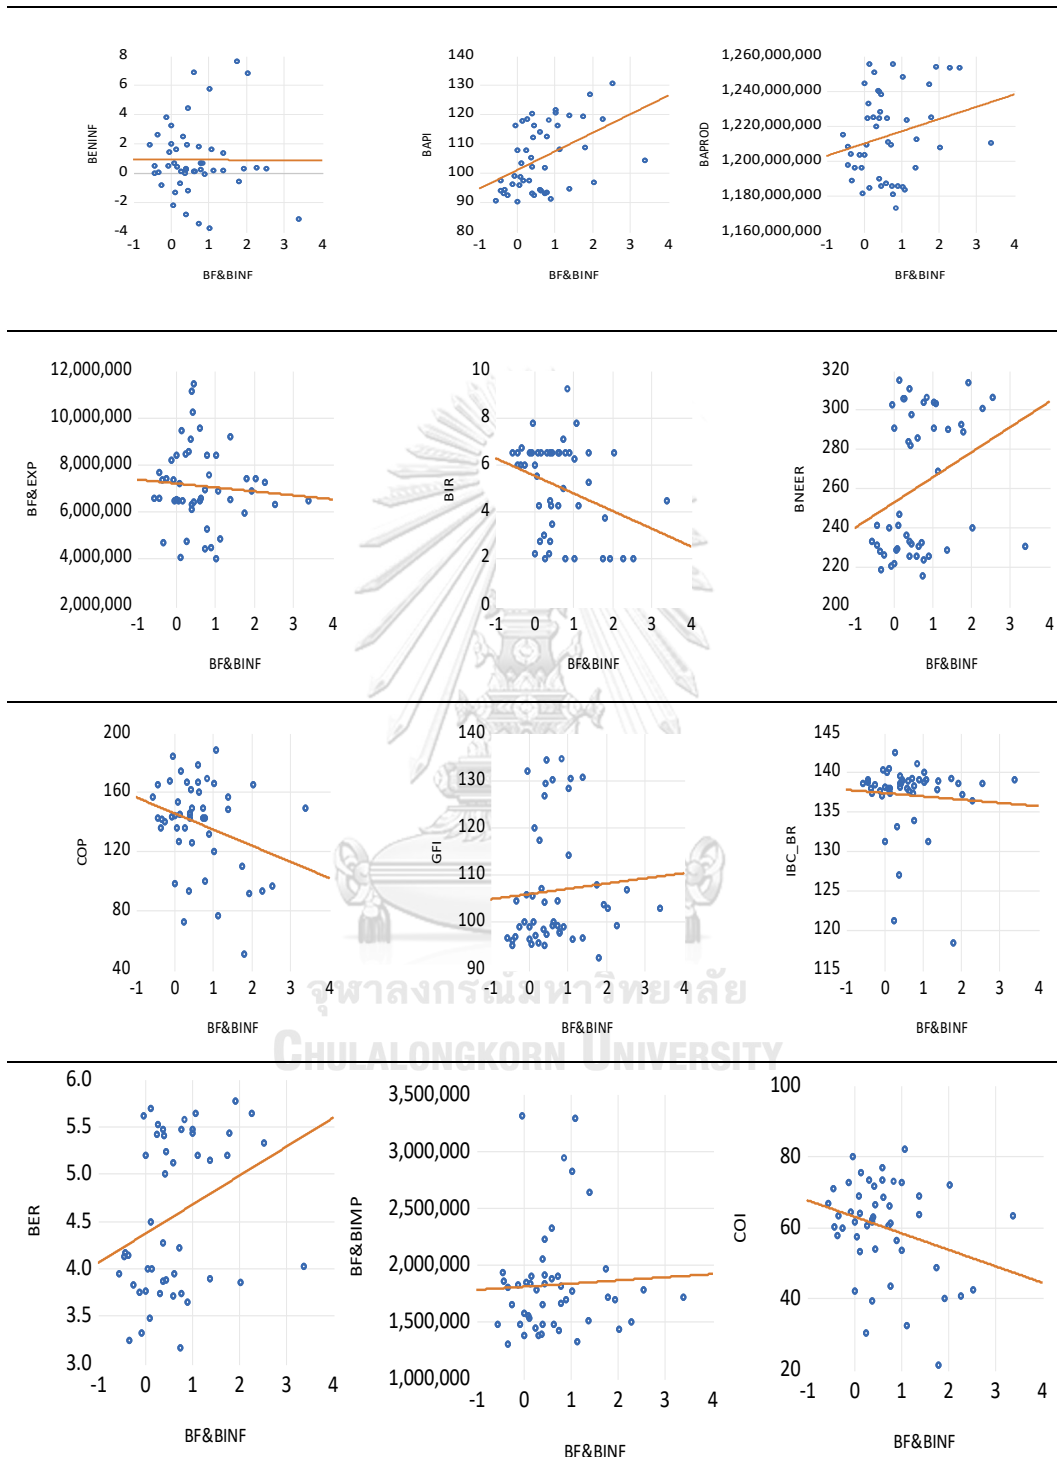 8
6
4
2
0
-2
-4
-1 0 1 2 3 4
BENINF
BF&BINF
140
130
120
110
100
90
80
-1 0 1 2 3 4
BAPI
BF&BINF
1,260,000,000
1,240,000,000
1,220,000,000
1,200,000,000
1,180,000,000
1,160,000,000
-1 0 1 2 3 4
BAPROD
BF&BINF
12,000,000
10,000,000
8,000,000
6,000,000
4,000,000
2,000,000
-1 0 1 2 3 4
BF&EXP
BF&BINF
10
8
6
4
2
0
-1 0 1 2 3 4
BIR
BF&BINF
320
300
280
260
240
220
200
-1 0 1 2 3 4
BNEER
BF&BINF
200
160
120
80
40
-1 0 1 2 3 4
COP
BF&BINF
140
130
120
110
100
90
-1 0 1 2 3 4
GFI
BF&BINF
145
140
135
130
125
120
115
-1 0 1 2 3 4
IBC_BR
BF&BINF
จุฬาลงกรณ์มหาวิทยาลัย
CHULALONGKORN UNIVERSITY
6.0
5.5
5.0
4.5
4.0
3.5
3.0
-1 0 1 2 3 4
BER
BF&BINF
3,500,000
3,000,000
2,500,000
2,000,000
1,500,000
1,000,000
-1 0 1 2 3 4
BF&BIMP
BF&BINF
100
80
60
40
20
-1 0 1 2 3 4
COI
BF&BINF